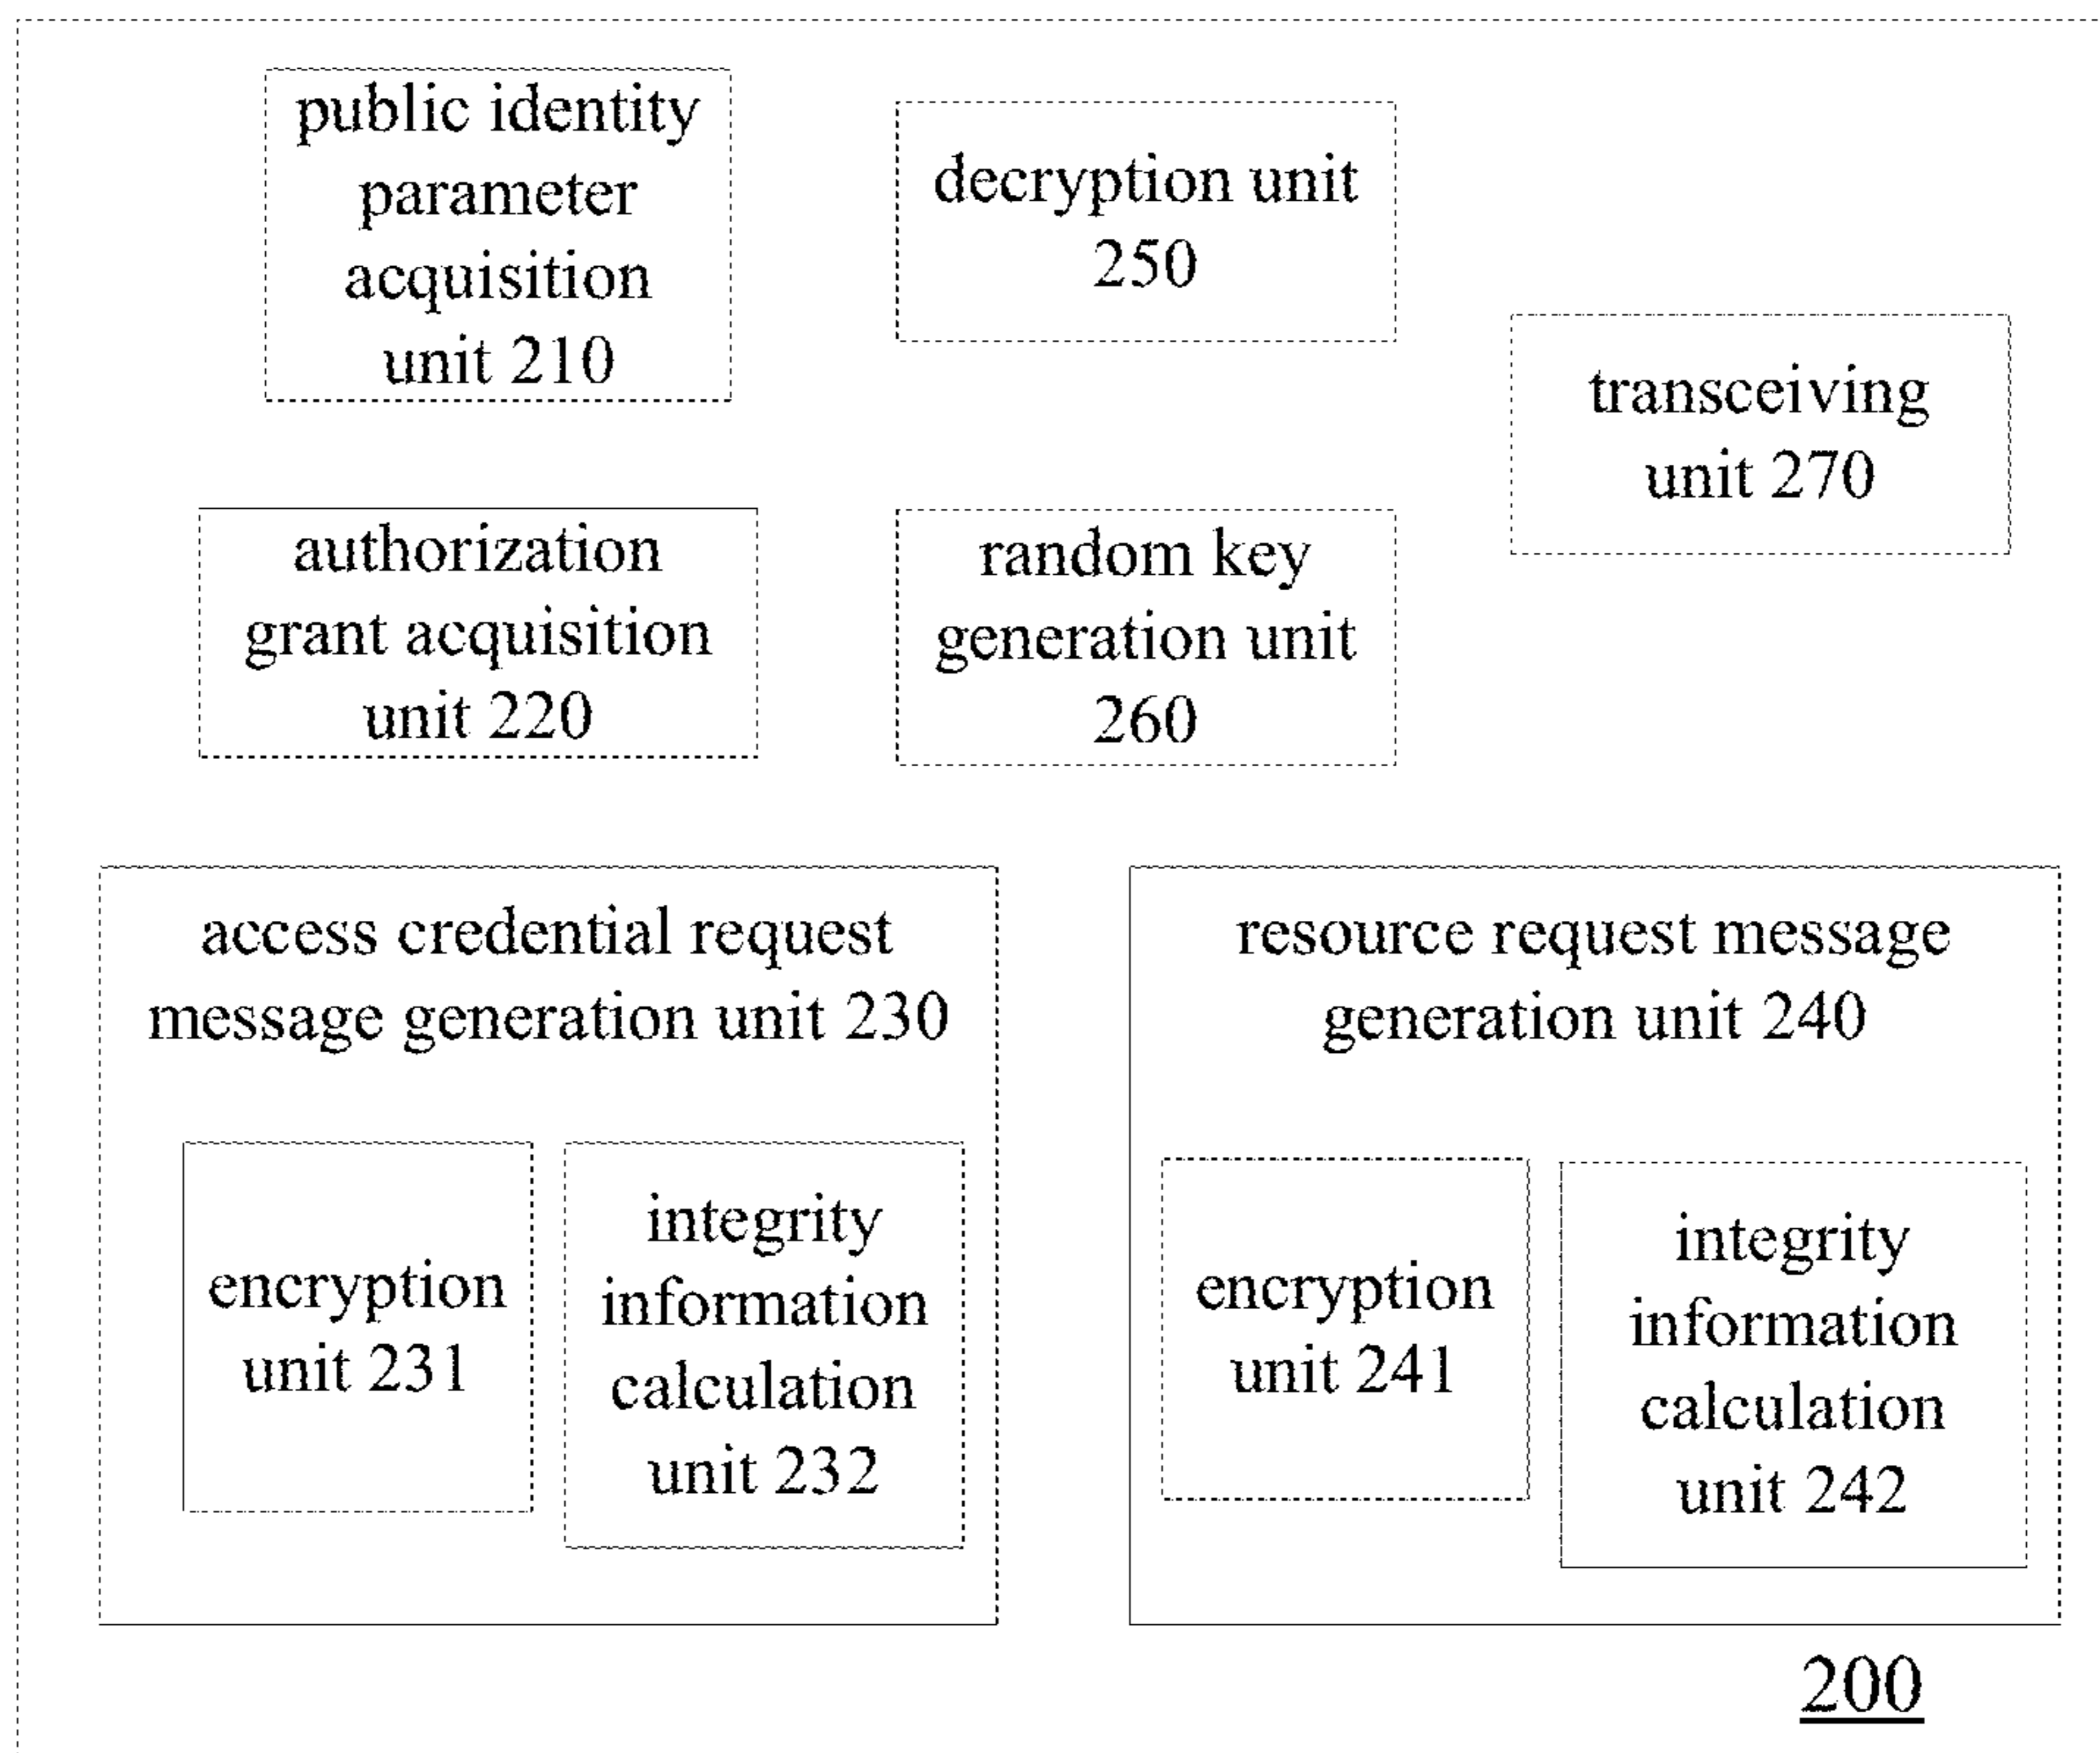 public identity
parameter
acquisition
unit 210
decryption unit
250
transceiving
unit 270
authorization
grant acquisition
unit 220
random key
generation unit
260
access credential request
message generation unit 230
encryption
unit 231
integrity
information
calculation
unit 232
resource request message
generation unit 240
encryption
unit 241
integrity
information
calculation
unit 242
200